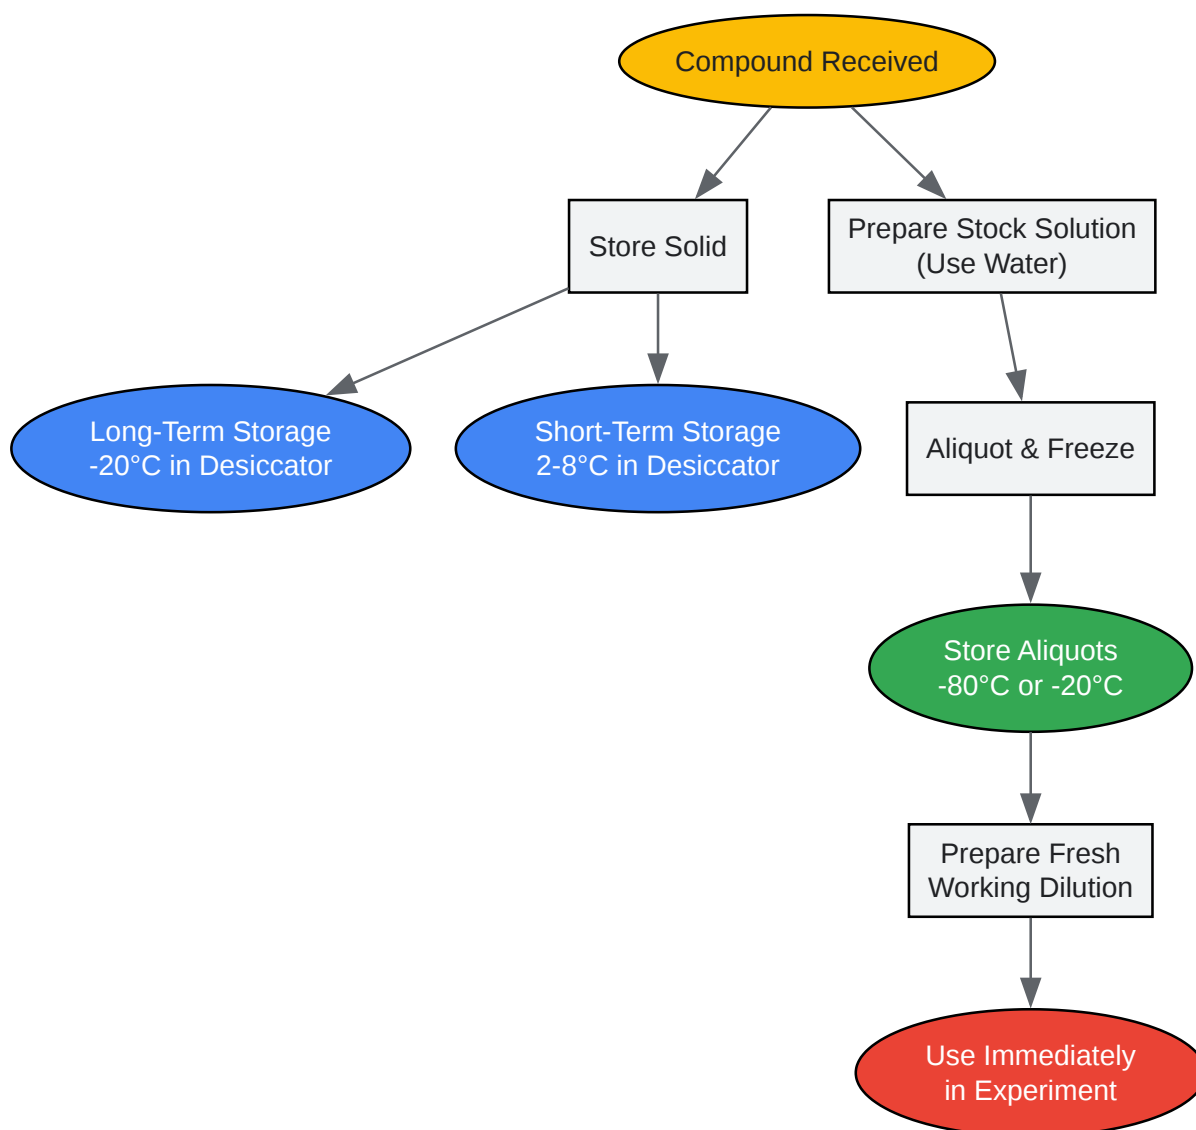 Compound Received
Store Solid
Prepare Stock Solution
(Use Water)
Long-Term Storage
-20°C in Desiccator
Short-Term Storage
2-8°C in Desiccator
Aliquot & Freeze
Store Aliquots
-80°C or -20°C
Prepare Fresh
Working Dilution
Use Immediately
in Experiment